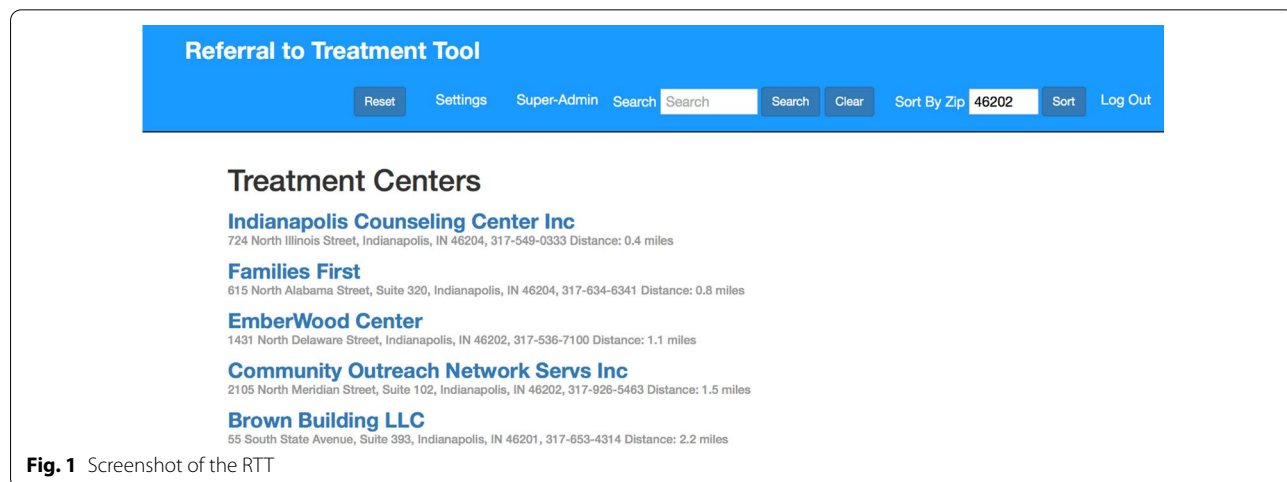 Referral to Treatment Tool
Reset Settings Super-Admin Search Search Search Clear Sort By Zip 46202 Sort Log Out
Treatment Centers
Indianapolis Counseling Center Inc
724 North Illinois Street, Indianapolis, IN 46204, 317-549-0333 Distance: 0.4 miles
Families First
615 North Alabama Street, Suite 320, Indianapolis, IN 46204, 317-634-6341 Distance: 0.8 miles
EmberWood Center
1431 North Delaware Street, Indianapolis, IN 46202, 317-536-7100 Distance: 1.1 miles
Community Outreach Network Servs Inc
2105 North Meridian Street, Suite 102, Indianapolis, IN 46202, 317-926-5463 Distance: 1.5 miles
Brown Building LLC
55 South State Avenue, Suite 393, Indianapolis, IN 46201, 317-653-4314 Distance: 2.2 miles
Fig. 1 Screenshot of the RTT